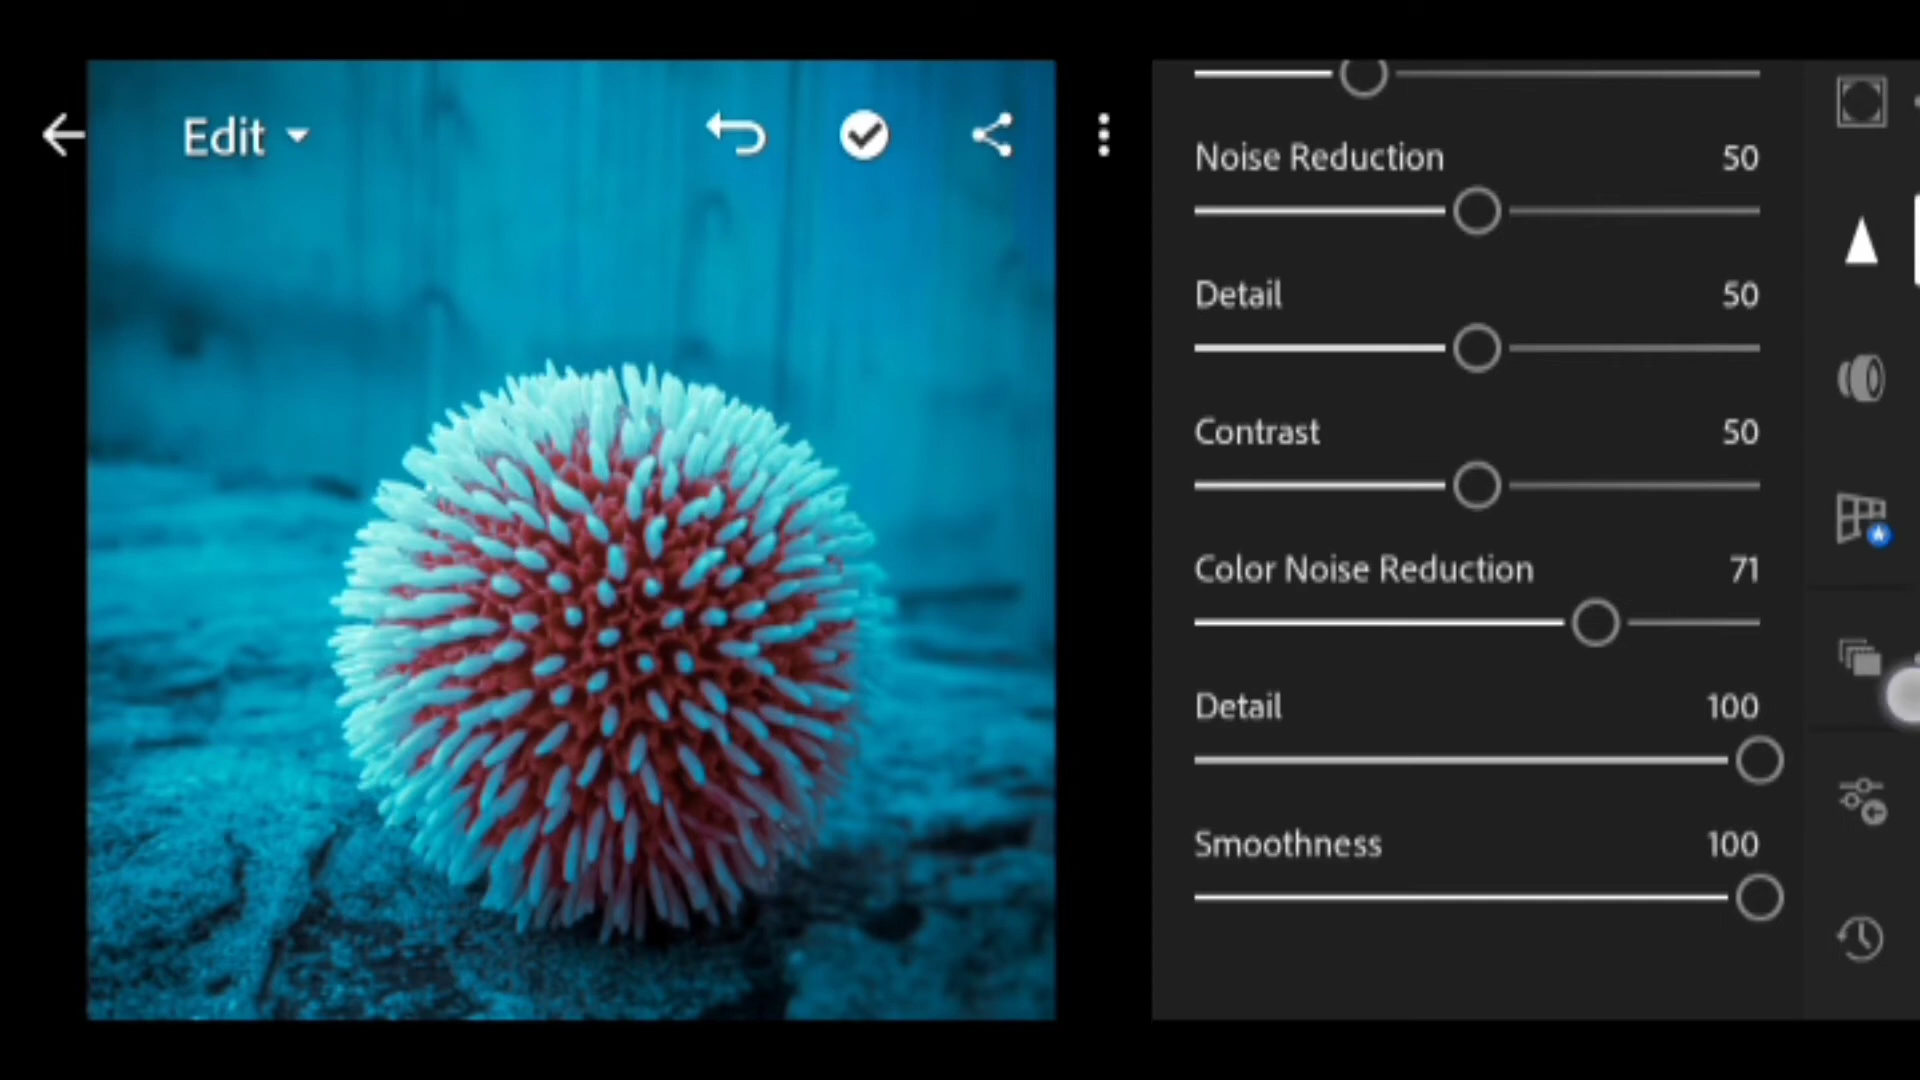 Edit
Noise Reduction 50
Detail 50
Contrast 50
Color Noise Reduction 71
Detail 100
Smoothness 100